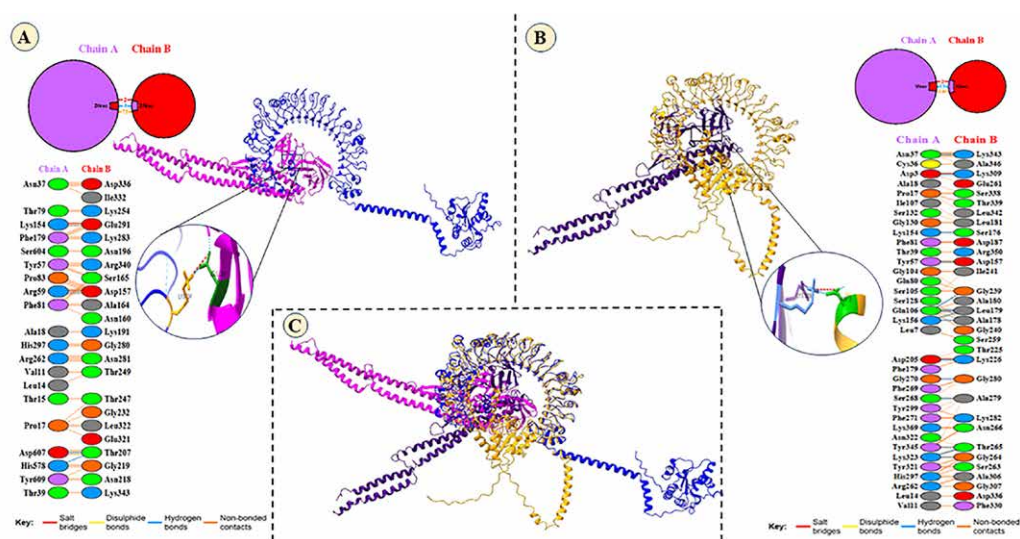 A
Chain A Chain B
Chain A Chain B
Asn37 Asp336
Ile332
Thr79 Lys254
Lys154 Glu291
Phe179 Lys283
Ser604 Asn196
Tyr57 Arg340
Pro83 Ser165
Arg59 Asp157
Phe81 Ala164
Asn160
Ala18 Lys191
His297 Gly280
Arg262 Asn281
Val11 Thr249
Leu14
Thr15 Thr247
Gly232
Pro17 Leu322
Glu321
Asp607 Thr207
His578 Gly219
Tyr609 Asn218
Thr39 Lys343
Key: Salt bridges Disulphide bonds Hydrogen bonds Non-bonded contacts
B
Chain A Chain B
Chain A Chain B
Asn37 Lys343
Cys36 Ala346
Asp3 Lys309
Ala18 Glu261
Pro17 Ser338
Ile107 Thr339
Ser132 Leu342
Gly130 Leu181
Lys154 Ser176
Phe81 Asp187
Thr39 Arg350
Tyr57 Asp157
Gly104 Ile241
Gln80
Ser105 Gly239
Ser128 Ala180
Gln106 Leu179
Lys156 Ala178
Leu7 Gly240
Ser259
Thr225
Asp205 Lys226
Phe179
Gly270 Gly280
Phe269
Ser268 Ala279
Tyr299
Phe271 Lys282
Lys369 Asn266
Asn322
Tyr345 Thr265
Lys323 Gly264
Tyr321 Ser263
His297 Ala306
Arg262 Gly307
Leu14 Asp336
Val11 Phe330
Key: Salt bridges Disulphide bonds Hydrogen bonds Non-bonded contacts
C